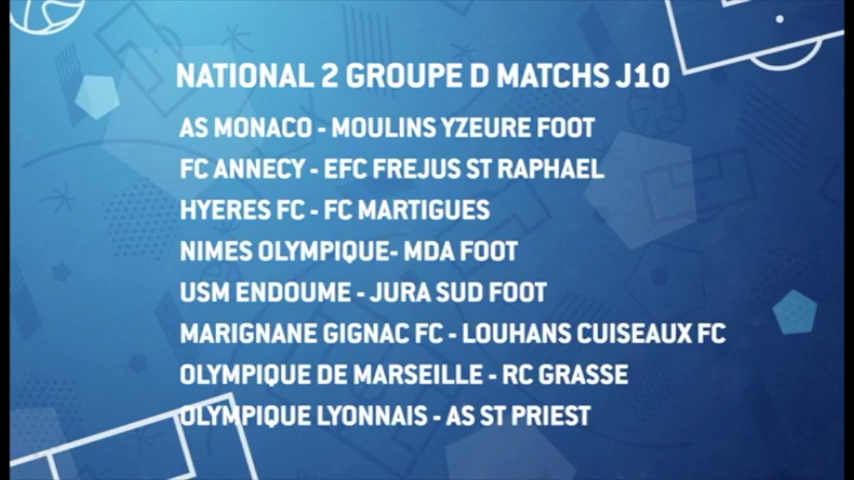 NATIONAL 2 GROUPE D MATCHS J10
AS MONACO - MOULINS YZEURE FOOT
FC ANNECY - EFC FREJUS ST RAPHAEL
HYERES FC - FC MARTIGUES
NIMES OLYMPIQUE- MDA FOOT
USM ENDOUME - JURA SUD FOOT
MARIGNANE GIGNAC FC - LOUHANS CUISEAUX FC
OLYMPIQUE DE MARSEILLE - RC GRASSE
OLYMPIQUE LYONNAIS - AS ST PRIEST